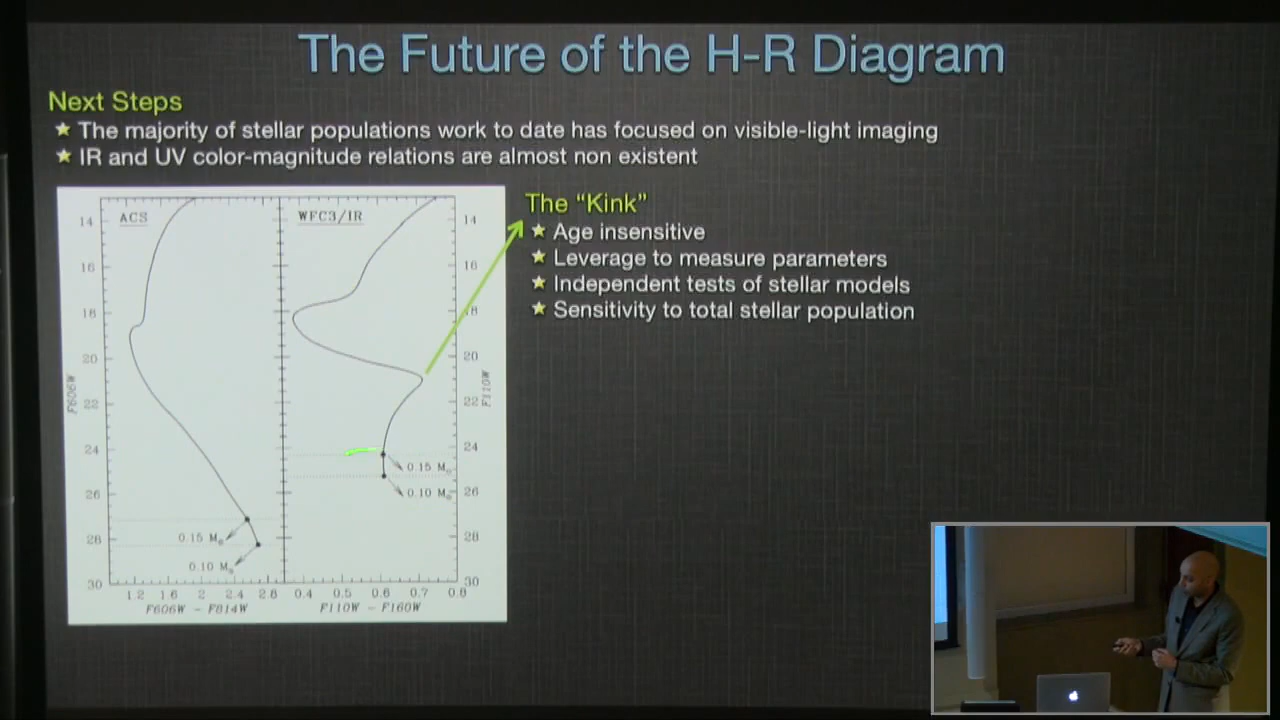 The Future of the H-R Diagram
Next Steps
The majority of stellar populations work to date has focused on visible-light imaging
IR and UV color-magnitude relations are almost non existent
The "Kink"
Age insensitive
Leverage to measure parameters
Independent tests of stellar models
Sensitivity to total stellar population
ACS
WFC3/IR
14
16
18
20
22
24
26
28
30
F606W
14
16
18
20
22
24
26
28
30
F110W
0.15 M☉
0.10 M☉
0.15 M☉
0.10 M☉
1.2 1.6 2 2.4 2.8
0.4 0.5 0.6 0.7 0.8
F606W - F814W
F110W - F160W